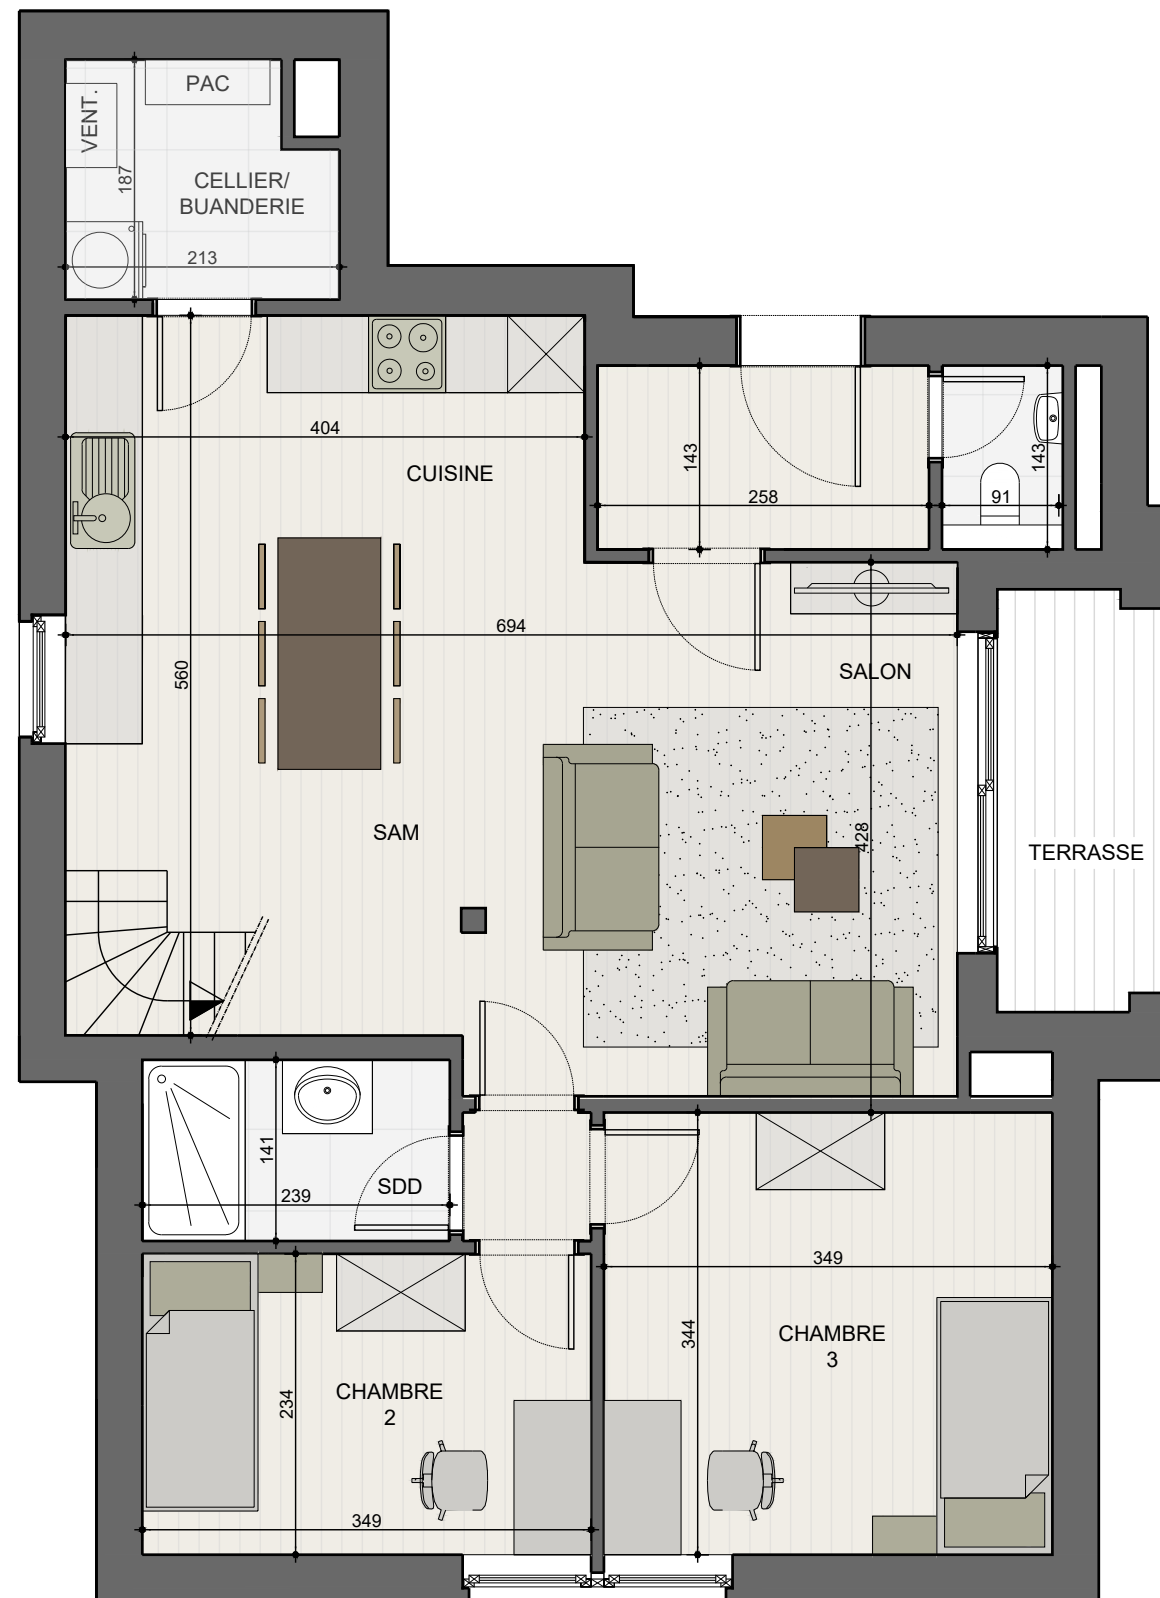 PAC
VENT.
187
CELLIER/
BUANDERIE
213
404
CUISINE
143
258
143
91
694
560
SALON
SAM
428
TERRASSE
141
239
SDD
349
344
CHAMBRE
3
234
CHAMBRE
2
349